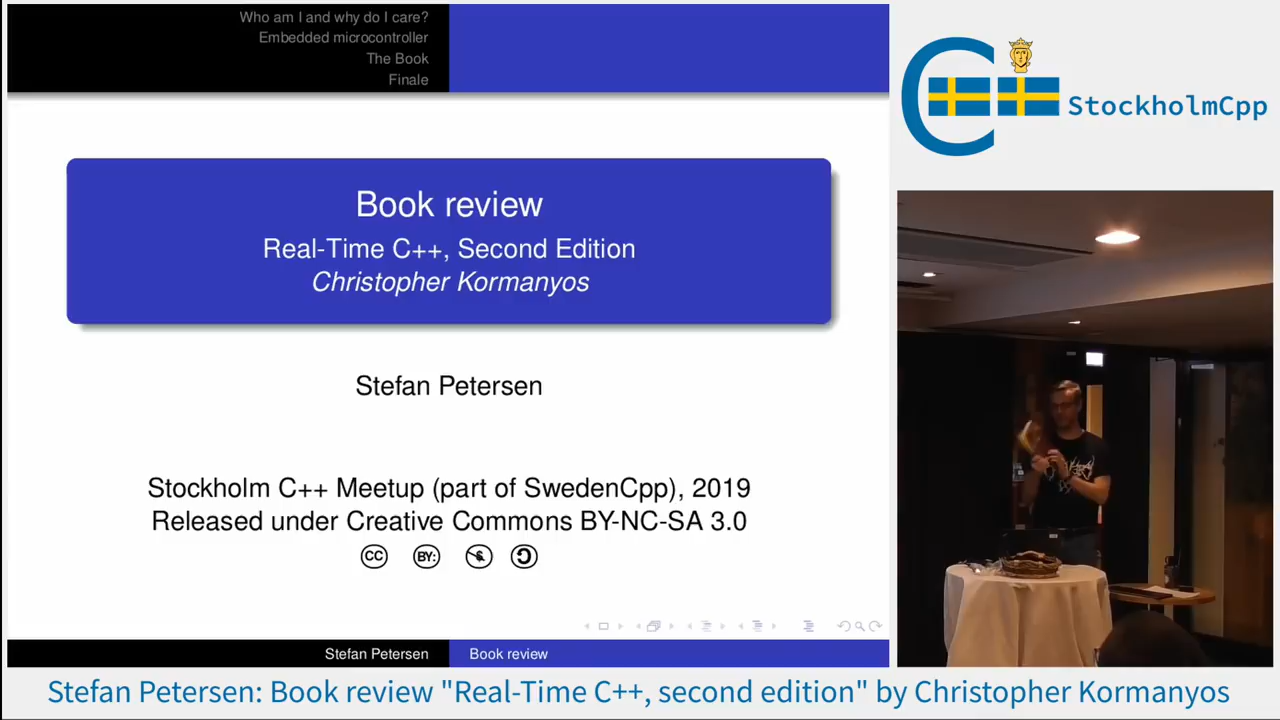 Who am I and why do I care?
Embedded microcontroller
The Book
Finale
Book review
Real-Time C++, Second Edition
Christopher Kormanyos
Stefan Petersen
Stockholm C++ Meetup (part of SwedenCpp), 2019
Released under Creative Commons BY-NC-SA 3.0
CC BY: $
Stefan Petersen Book review
StockholmCpp
Stefan Petersen: Book review "Real-Time C++, second edition" by Christopher Kormanyos